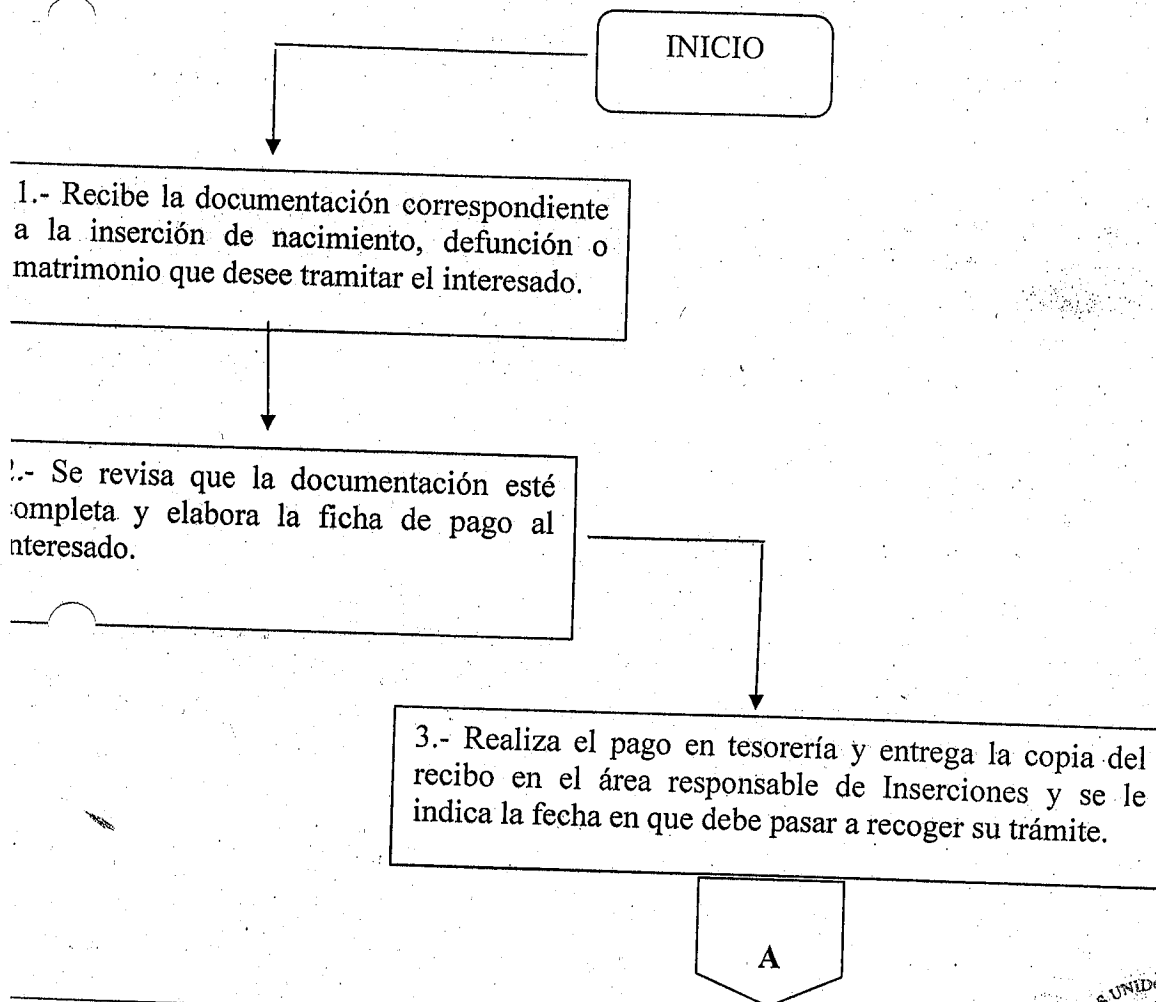 INICIO
1.- Recibe la documentación correspondiente
a la inserción de nacimiento, defunción o
matrimonio que desee tramitar el interesado.
.- Se revisa que la documentación esté
ompleta y elabora la ficha de pago al
nteresado.
3.- Realiza el pago en tesorería y entrega la copia del
recibo en el área responsable de Inserciones y se le
indica la fecha en que debe pasar a recoger su trámite.
A